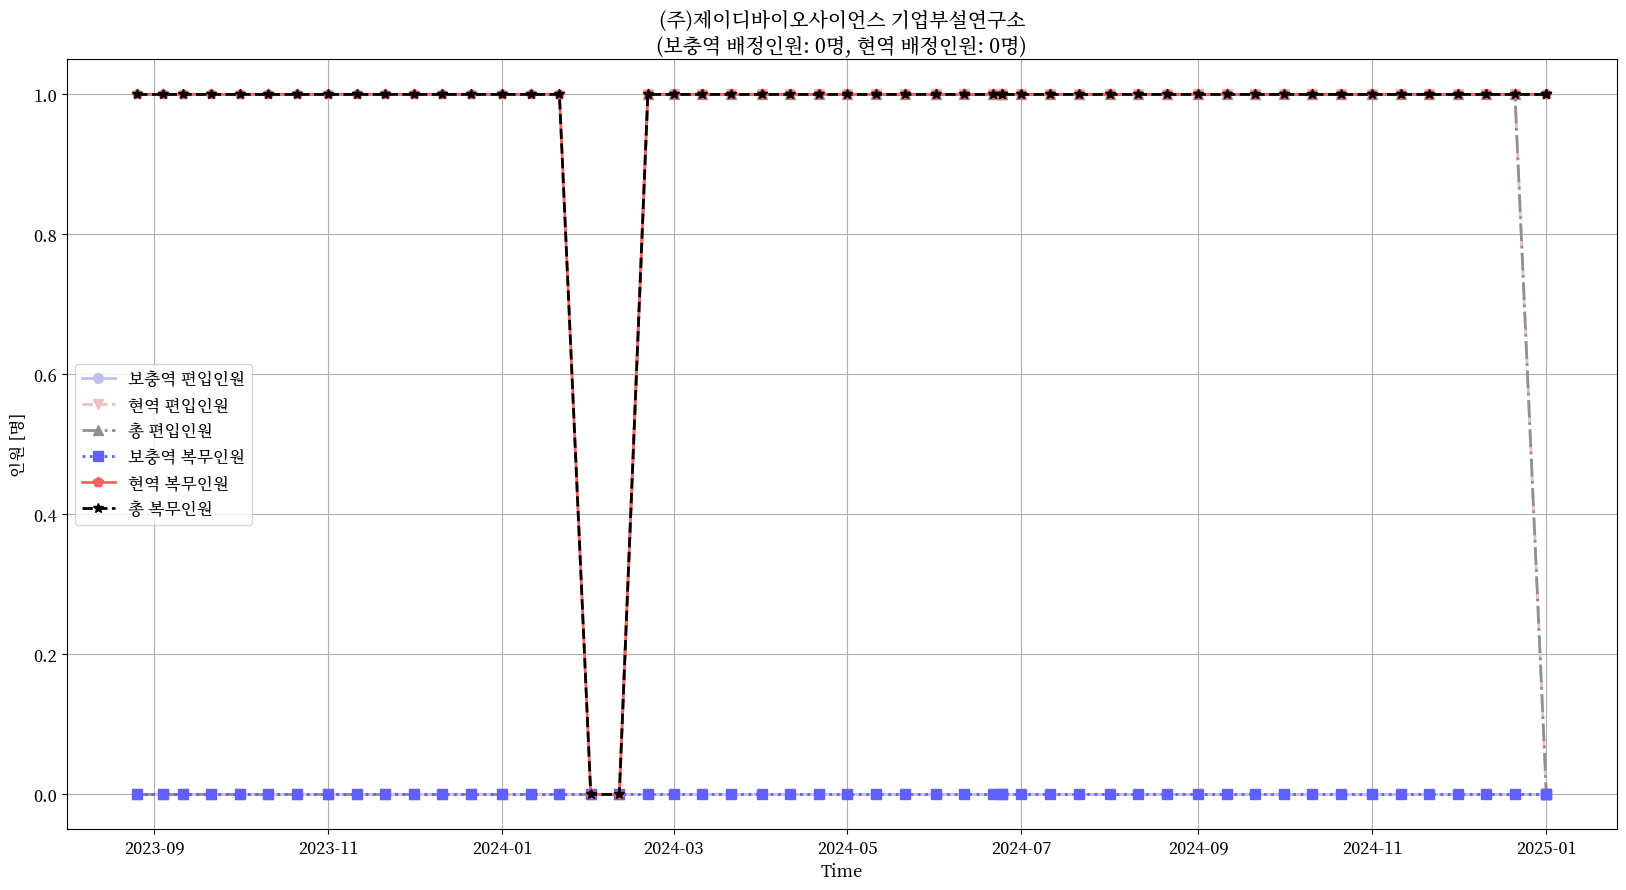 (주)제이디바이오사이언스 기업부설연구소
(보충역 배정인원: 0명, 현역 배정인원: 0명)
1.0
0.8
0.6
0.4
0.2
0.0
인원 [명]
보충역 편입인원
현역 편입인원
총 편입인원
보충역 복무인원
현역 복무인원
총 복무인원
2023-09
2023-11
2024-01
2024-03
2024-05
2024-07
2024-09
2024-11
2025-01
Time